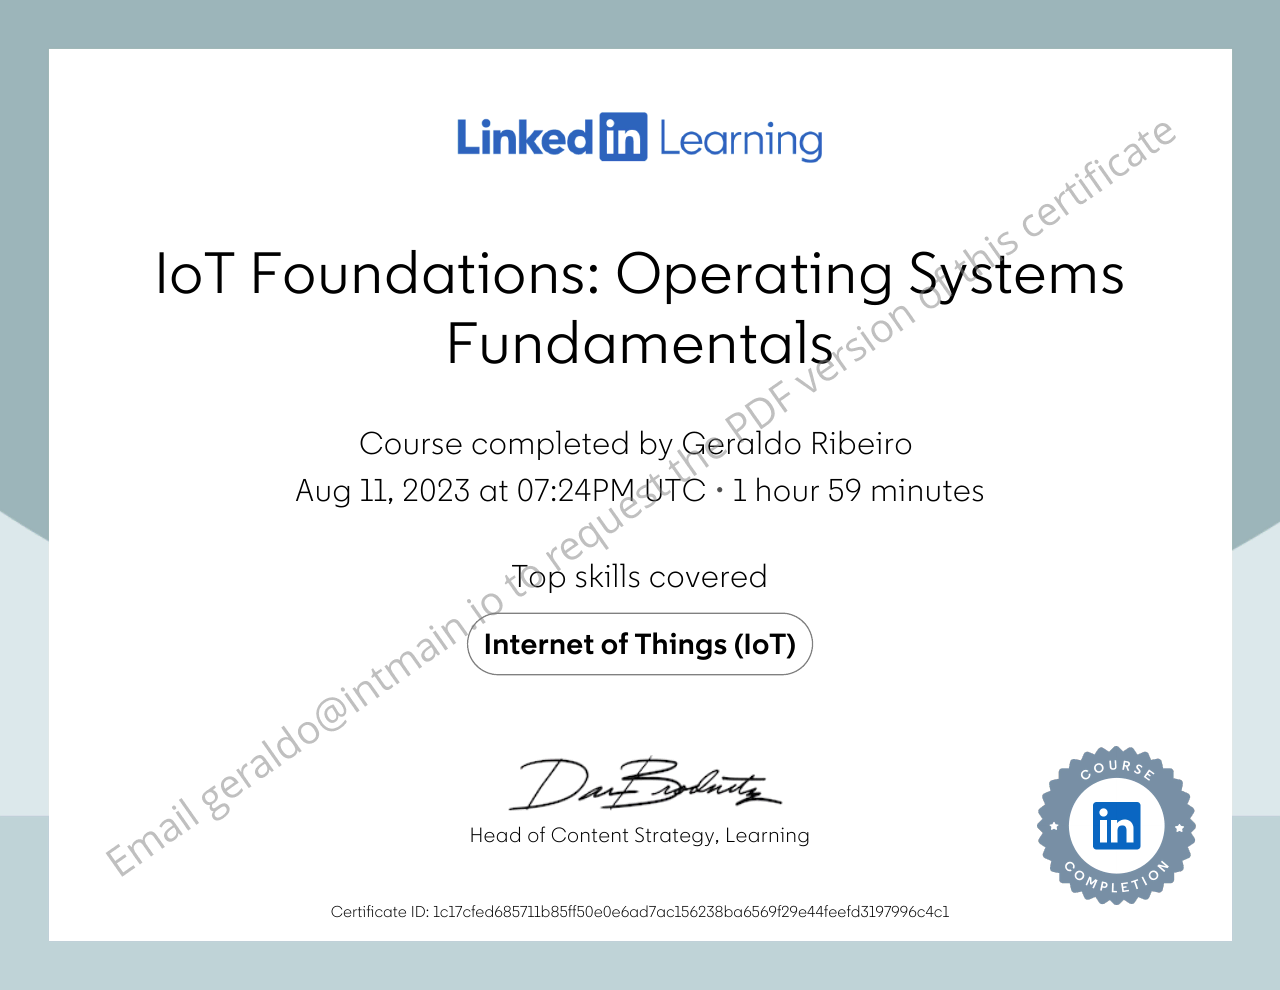 Linked in Learning
IoT Foundations: Operating Systems
Fundamentals
Course completed by Geraldo Ribeiro
Aug 11, 2023 at 07:24PM UTC • 1 hour 59 minutes
Top skills covered
Internet of Things (IoT)
Head of Content Strategy, Learning
COURSE
in
COMPLETION
Certificate ID: 1c17cfed685711b85ff50e0e6ad7ac156238ba6569f29e44feefd3197996c4c1
Email geraldo@intmain.io to request the PDF version of this certificate